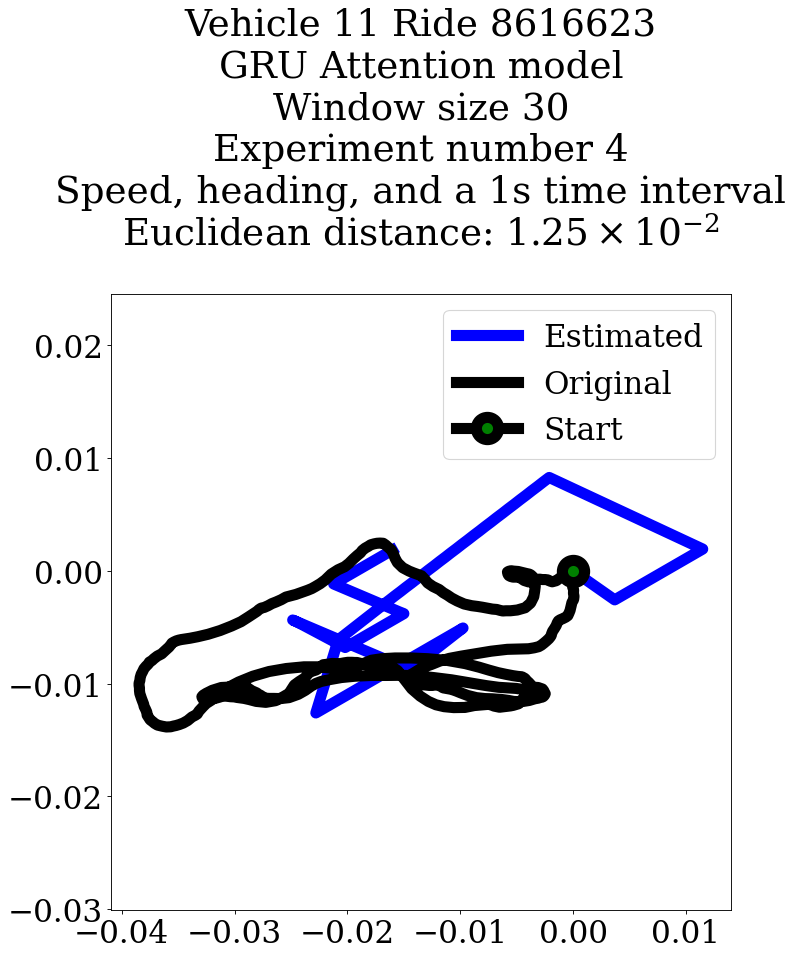 Vehicle 11 Ride 8616623
GRU Attention model
Window size 30
Experiment number 4
Speed, heading, and a 1s time interval
Euclidean distance: 1.25 × 10⁻²
Estimated
Original
Start
0.02
0.01
0.00
−0.01
−0.02
−0.03
−0.04 −0.03 −0.02 −0.01 0.00 0.01